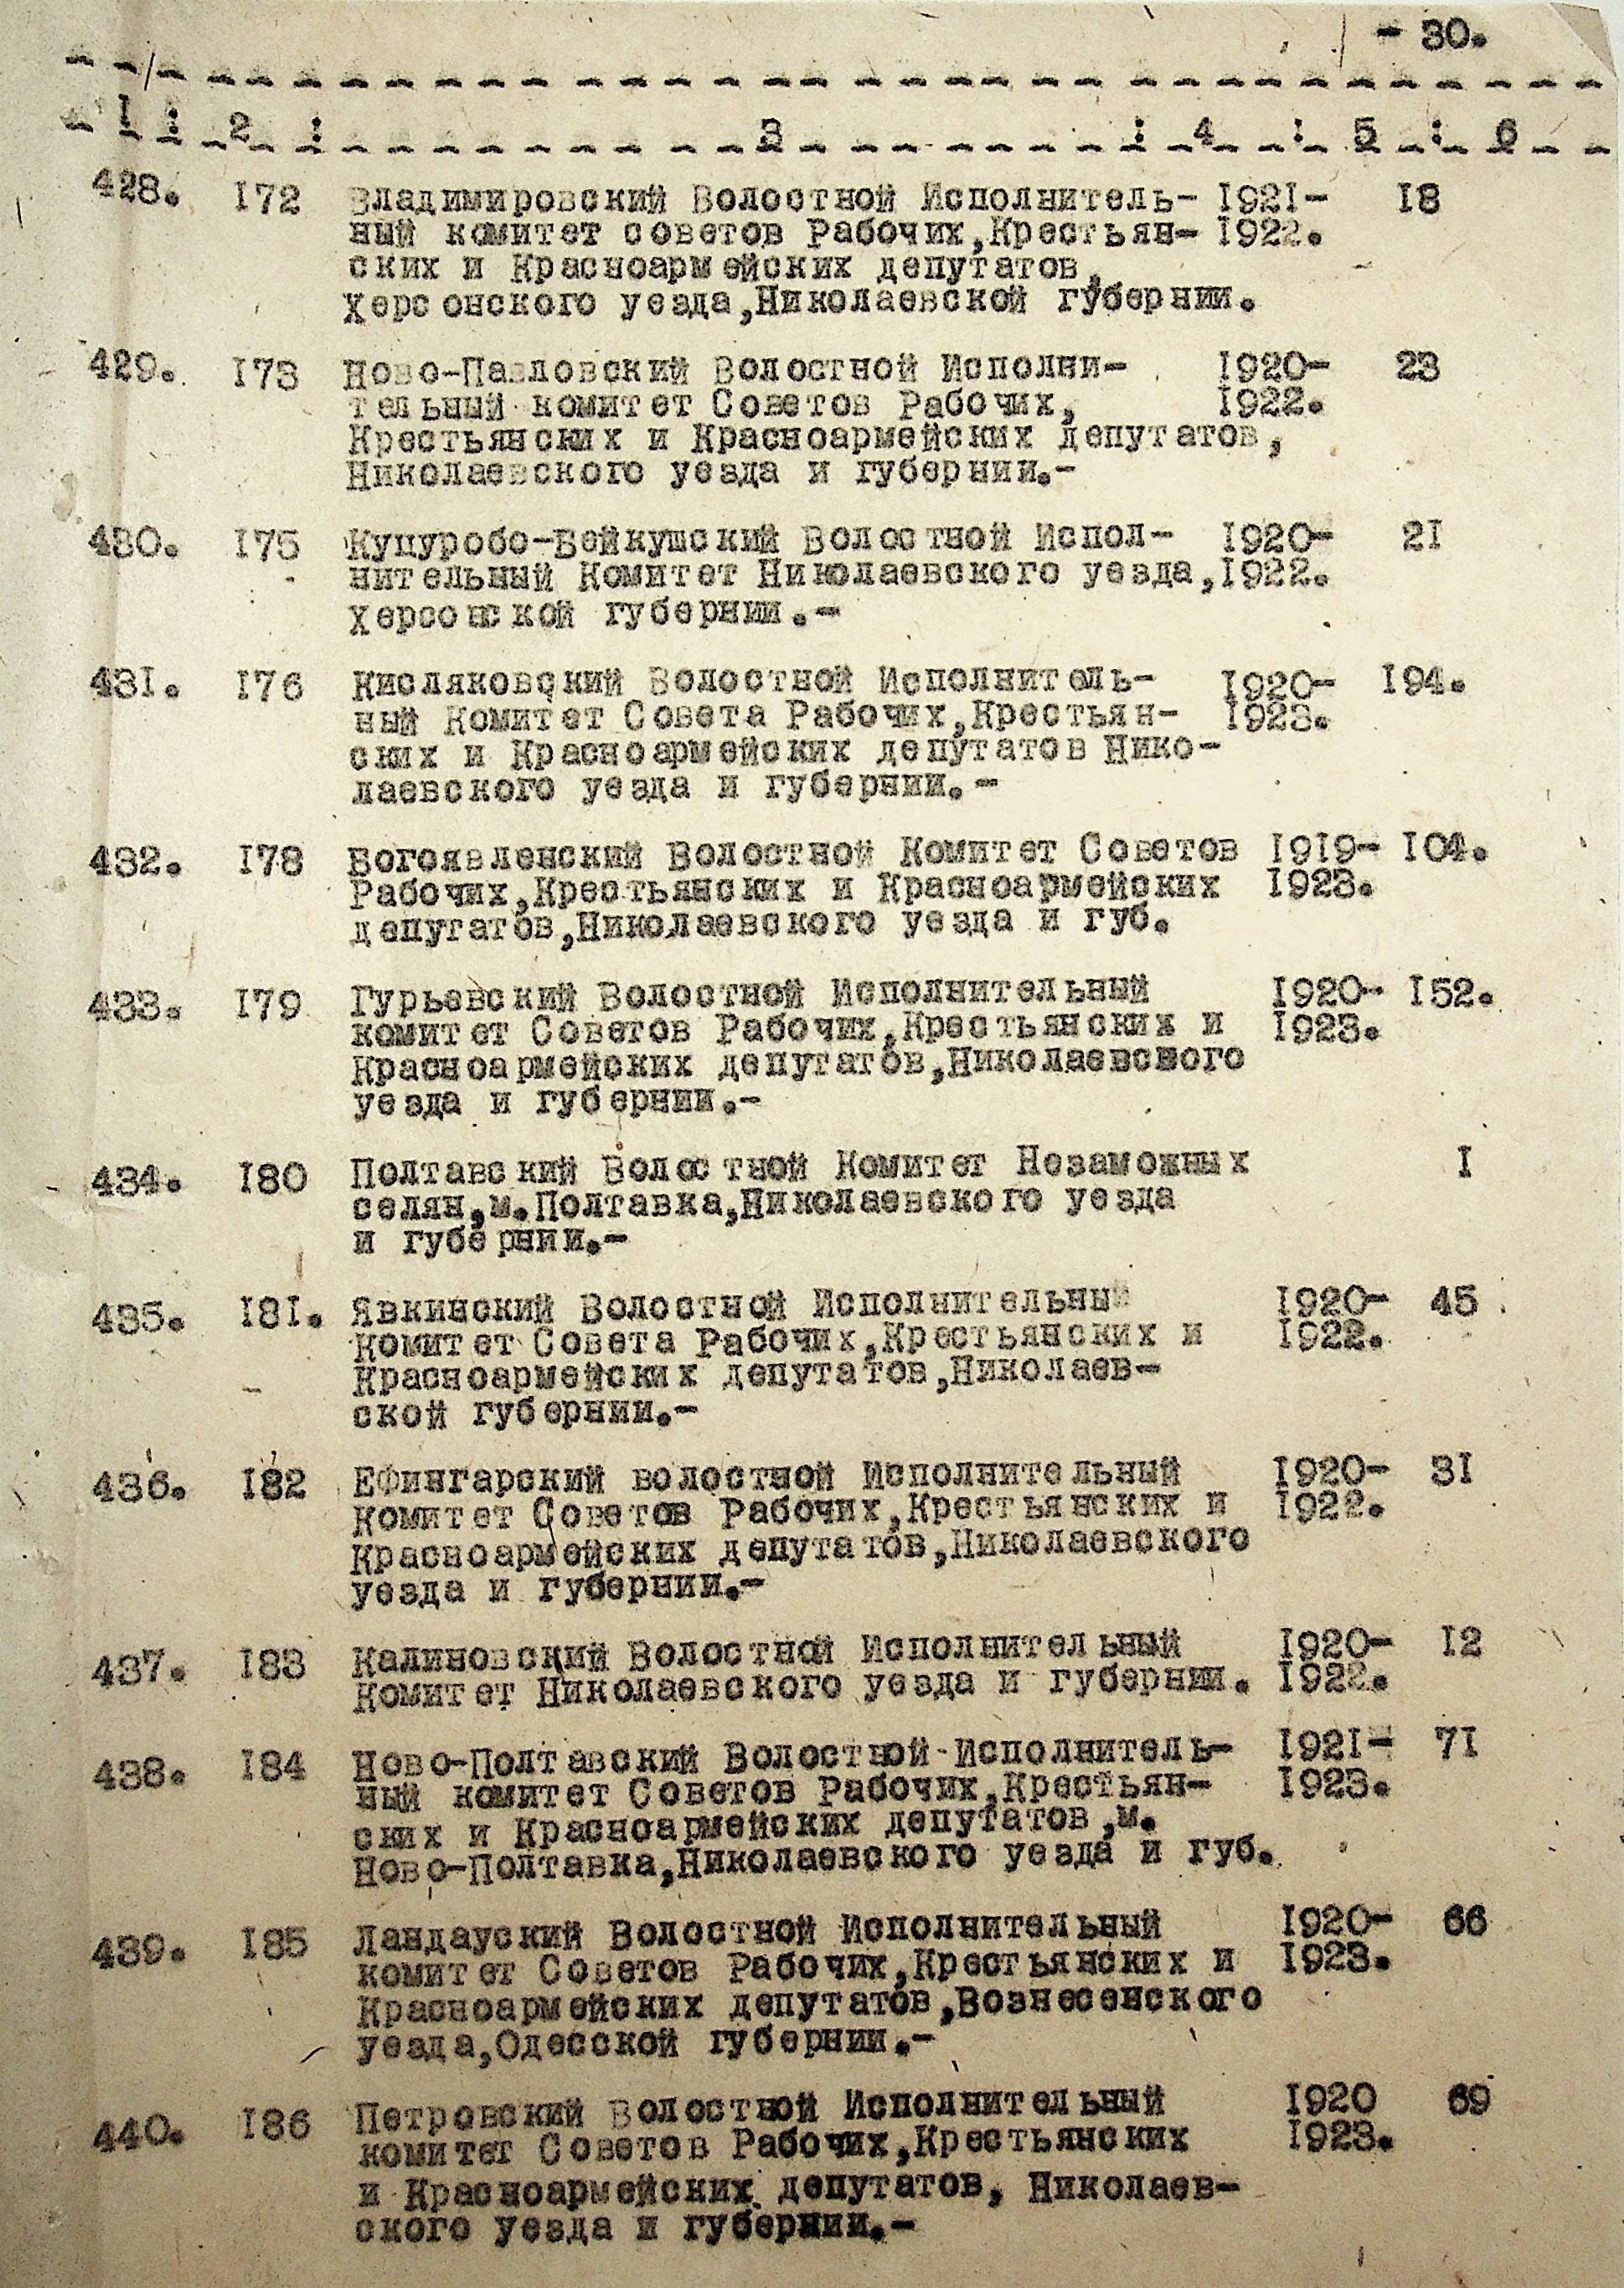 - 30.
1 : 2 : 3 : 4 : 5 : 6
428. 172 Владимировский Волостной Исполнитель- 1921- 18
ный комитет советов Рабочих,Крестьян- 1922.
ских и Красноармейских депутатов,
Херсонского уезда,Николаевской губернии.
429. 173 Ново-Павловский Волостной Исполни- 1920- 23
тельный комитет Советов Рабочих, 1922.
Крестьянских и Красноармейских депутатов,
Николаевского уезда и губернии.-
430. 175 Куцуробо-Бейкушский Волостной Испол- 1920- 21
нительный Комитет Николаевского уезда, 1922.
Херсонской губернии.-
431. 176 Кисляковский Волостной Исполнитель- 1920- 194.
ный Комитет Совета Рабочих,Крестьян- 1923.
ских и Красноармейских депутатов Нико-
лаевского уезда и губернии.-
432. 178 Богоявленский Волостной Комитет Советов 1919- 104.
Рабочих,Крестьянских и Красноармейских 1923.
депутатов,Николаевского уезда и губ.
433. 179 Гурьевский Волостной Исполнительный 1920- 152.
комитет Советов Рабочих,Крестьянских и 1923.
Красноармейских депутатов,Николаевского
уезда и губернии.-
434. 180 Полтавский Волостной Комитет Незаможных 1
селян,м.Полтавка,Николаевского уезда
и губернии.-
435. 181. Явкинский Волостной Исполнительный 1920- 45
комитет Совета Рабочих,Крестьянских и 1922.
Красноармейских депутатов,Николаев-
ской губернии.-
436. 182 Ефингарский волостной Исполнительный 1920- 31
Комитет Советов Рабочих,Крестьянских и 1922.
Красноармейских депутатов,Николаевского
уезда и губернии.-
437. 183 Калиновский Волостной Исполнительный 1920- 12
комитет Николаевского уезда и губернии. 1922.
438. 184 Ново-Полтавский Волостной Исполнитель- 1921- 71
ный комитет Советов Рабочих,Крестьян- 1923.
ских и Красноармейских депутатов,м.
Ново-Полтавка,Николаевского уезда и губ.
439. 185 Ландауский Волостной Исполнительный 1920- 66
комитет Советов Рабочих,Крестьянских и 1923.
Красноармейских депутатов,Вознесенского
уезда,Одесской губернии.-
440. 186 Петровский Волостной Исполнительный 1920 69
комитет Советов Рабочих,Крестьянских 1923.
и Красноармейских депутатов, Николаев-
ского уезда и губернии.-